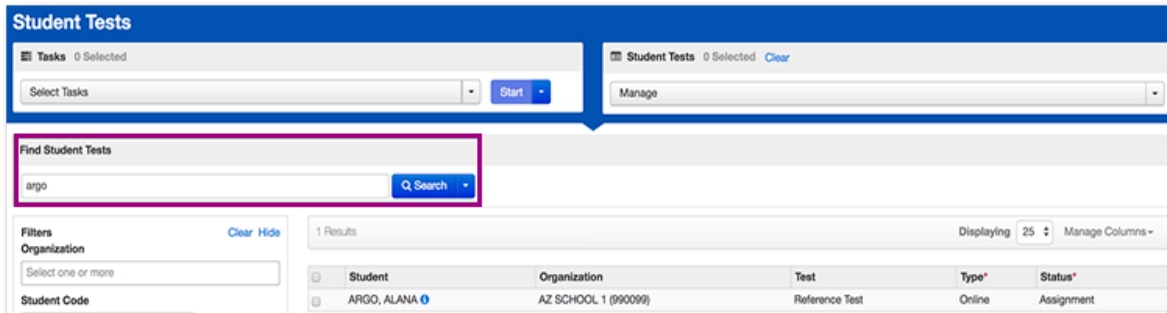 Student Tests
Tasks 0 Selected
Student Tests 0 Selected Clear
Select Tasks Start
Manage
Find Student Tests
argo Search
Filters Clear Hide
1 Results Displaying 25 Manage Columns
Organization
Select one or more
Student Organization Test Type* Status*
Student Code
ARGO, ALANA AZ SCHOOL 1 (990099) Reference Test Online Assignment